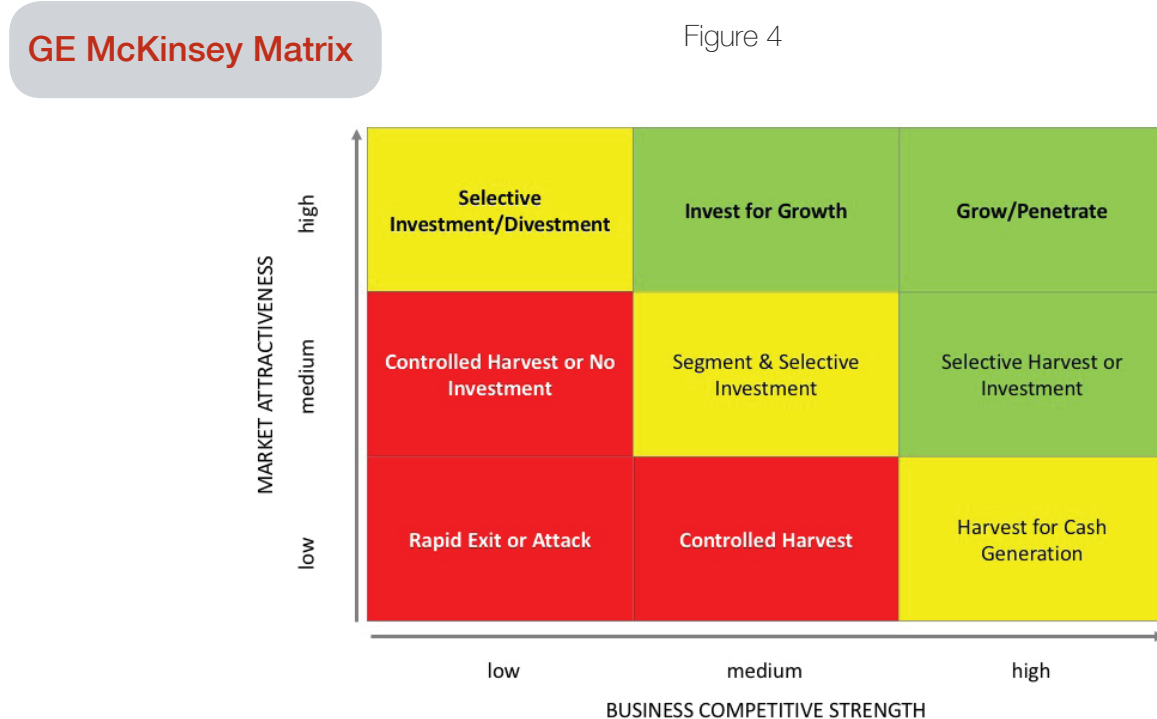 GE McKinsey Matrix
Figure 4
MARKET ATTRACTIVENESS
high
Selective
Investment/Divestment
Invest for Growth
Grow/Penetrate
medium
Controlled Harvest or No
Investment
Segment & Selective
Investment
Selective Harvest or
Investment
low
Rapid Exit or Attack
Controlled Harvest
Harvest for Cash
Generation
low
medium
high
BUSINESS COMPETITIVE STRENGTH